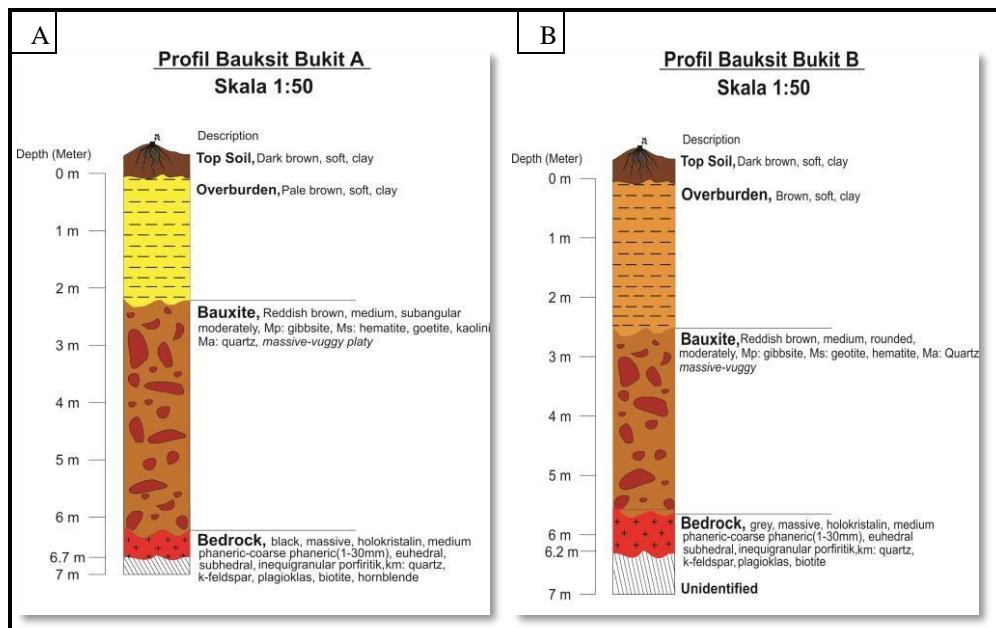 A
Profil Bauksit Bukit A
Skala 1:50
Description
Depth (Meter)
Top Soil, Dark brown, soft, clay
0 m
Overburden, Pale brown, soft, clay
1 m
2 m
Bauxite, Reddish brown, medium, subangular
moderately, Mp: gibbsite, Ms: hematite, goetite, kaolini
Ma: quartz, massive-vuggy platy
3 m
4 m
5 m
6 m
Bedrock, black, massive, holokristalin, medium
phaneric-coarse phaneric(1-30mm), euhedral,
subhedral, inequigranular porfiritik,km: quartz,
k-feldspar, plagioklas, biotite, hornblende
6.7 m
7 m
B
Profil Bauksit Bukit B
Skala 1:50
Description
Depth (Meter)
Top Soil, Dark brown, soft, clay
0 m
Overburden, Brown, soft, clay
1 m
2 m
Bauxite, Reddish brown, medium, rounded,
moderately, Mp: gibbsite, Ms: geotite, hematite, Ma: Quartz
massive-vuggy
3 m
4 m
5 m
Bedrock, grey, massive, holokristalin, medium
phaneric-coarse phaneric(1-30mm), euhedral
subhedral, inequigranular porfiritik,km: quartz,
k-feldspar, plagioklas, biotite
6 m
6.2 m
Unidentified
7 m